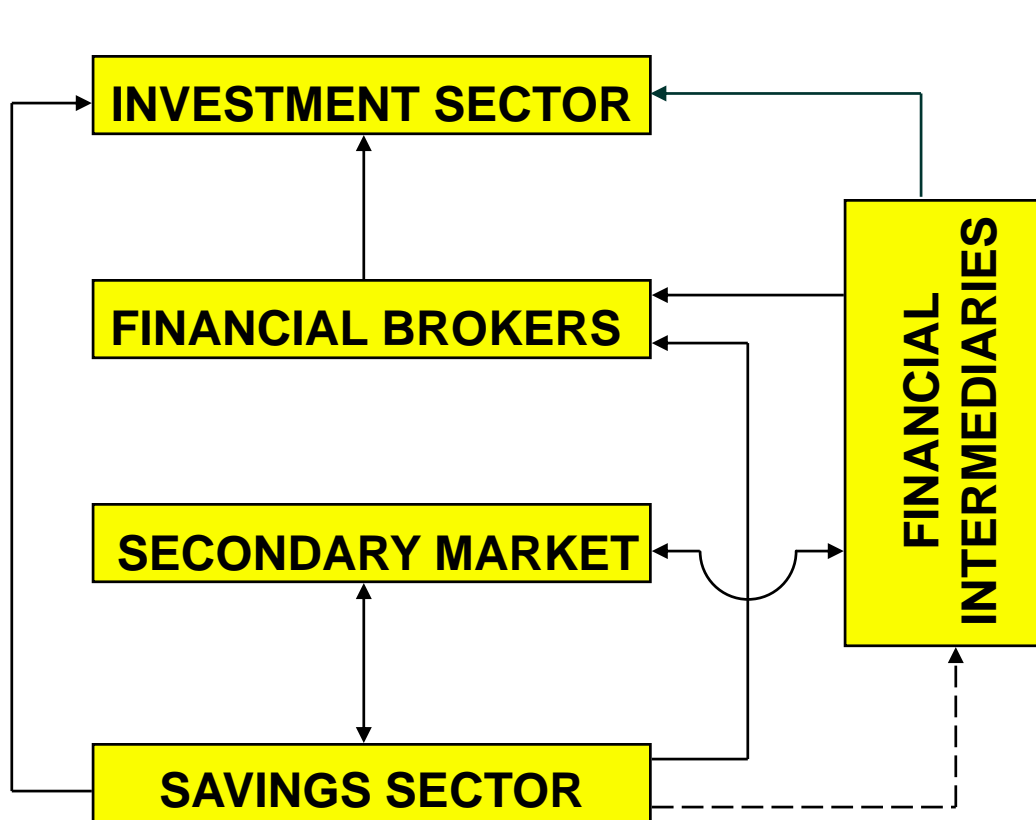 INVESTMENT SECTOR
FINANCIAL BROKERS
SECONDARY MARKET
SAVINGS SECTOR
FINANCIAL
INTERMEDIARIES